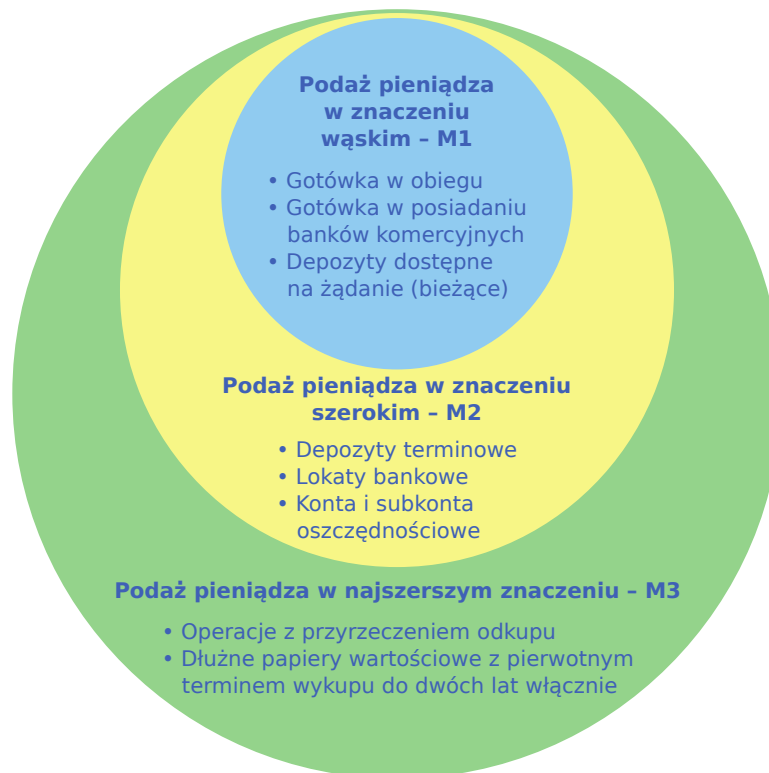 Podaż pieniądza
w znaczeniu
wąskim – M1
• Gotówka w obiegu
• Gotówka w posiadaniu
banków komercyjnych
• Depozyty dostępne
na żądanie (bieżące)
Podaż pieniądza w znaczeniu
szerokim – M2
• Depozyty terminowe
• Lokaty bankowe
• Konta i subkonta
oszczędnościowe
Podaż pieniądza w najszerszym znaczeniu – M3
• Operacje z przyrzeczeniem odkupu
• Dłużne papiery wartościowe z pierwotnym
terminem wykupu do dwóch lat włącznie